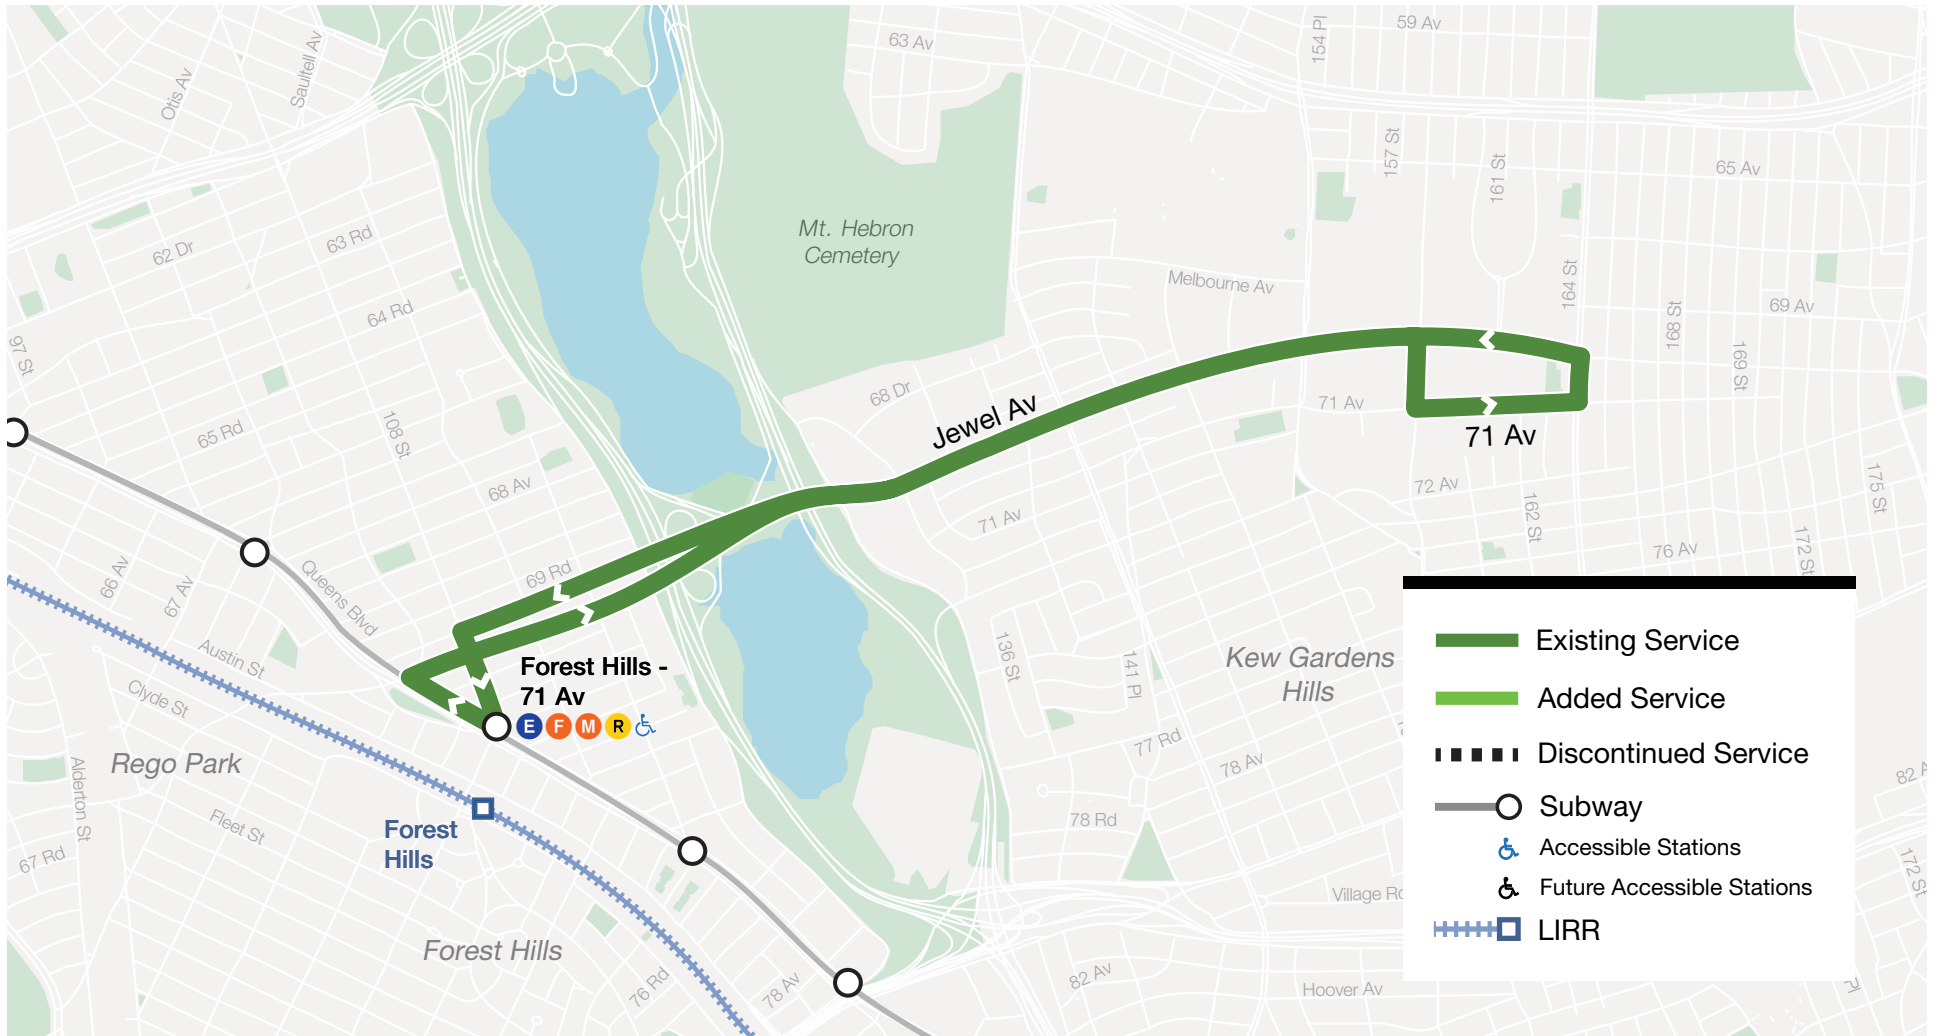 59 Av
154 Pl
63 Av
Saultell Av
Otis Av
157 St
161 St
65 Av
62 Dr
63 Rd
Mt. Hebron
Cemetery
Melbourne Av
164 St
69 Av
64 Rd
168 St
97 St
169 St
68 Dr
71 Av
Jewel Av
65 Rd
108 St
71 Av
68 Av
72 Av
175 St
162 St
71 Av
76 Av
172 St
66 Av
67 Av
Queens Blvd
69 Rd
Austin St
Clyde St
Forest Hills -
71 Av
E F M R
136 St
141 Pl
Kew Gardens
Hills
77 Rd
78 Av
Rego Park
Alderton St
Fleet St
67 Rd
Forest
Hills
78 Rd
Forest Hills
76 Rd
78 Av
82 Av
Village Rd
Hoover Av
82 A
172 St
Pl
Existing Service
Added Service
Discontinued Service
Subway
Accessible Stations
Future Accessible Stations
LIRR